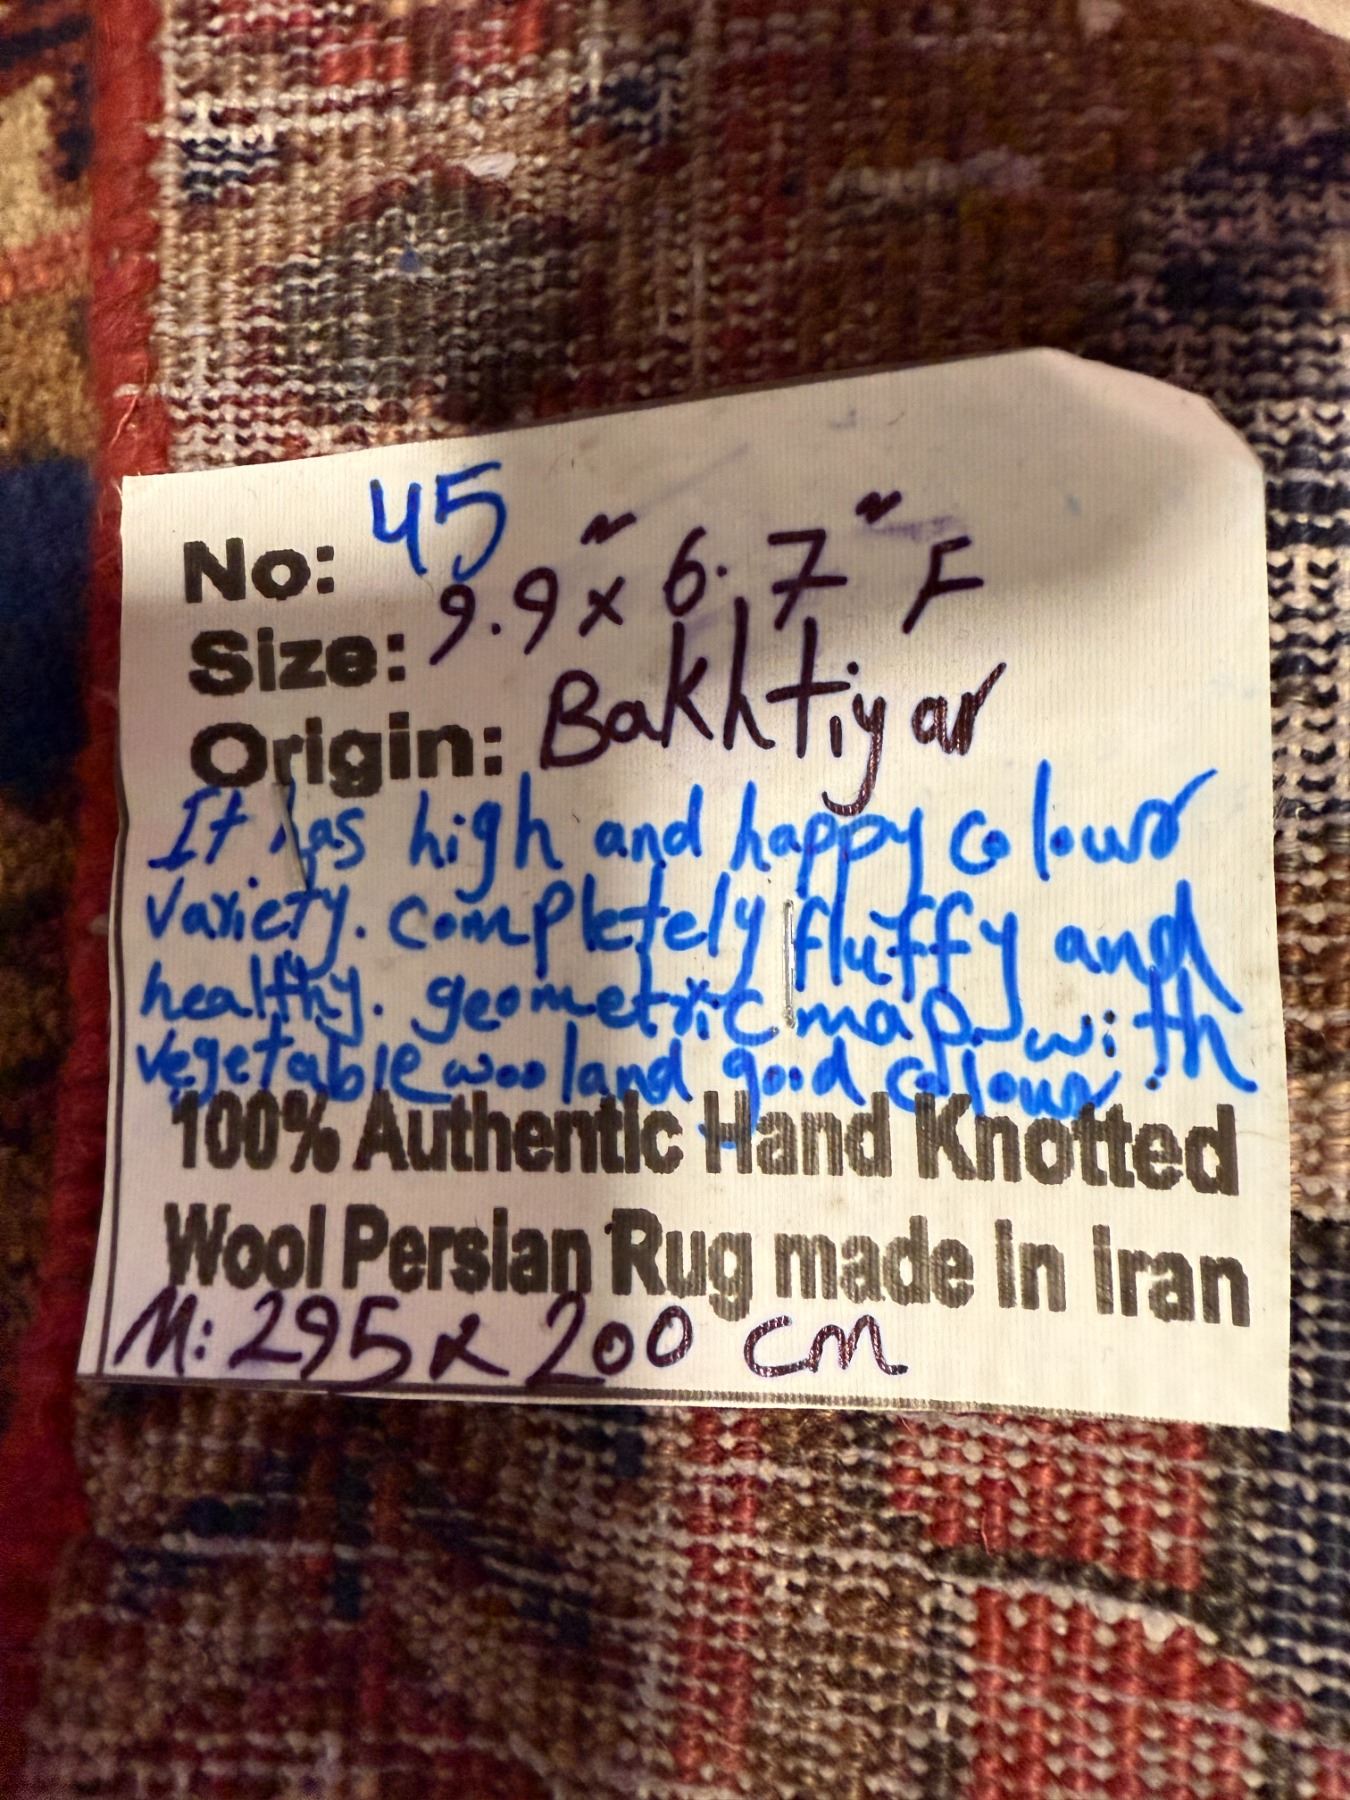 No: 45
Size: 9.9" x 6.7" F
Origin: Bakhtiyar
It has high and happy colour
variety. completely fluffy and
healthy. geometric map with
vegetable wool and good colour.
100% Authentic Hand Knotted
Wool Persian Rug made in iran
M: 295 x 200 cm